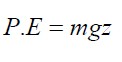 P.E = mgz